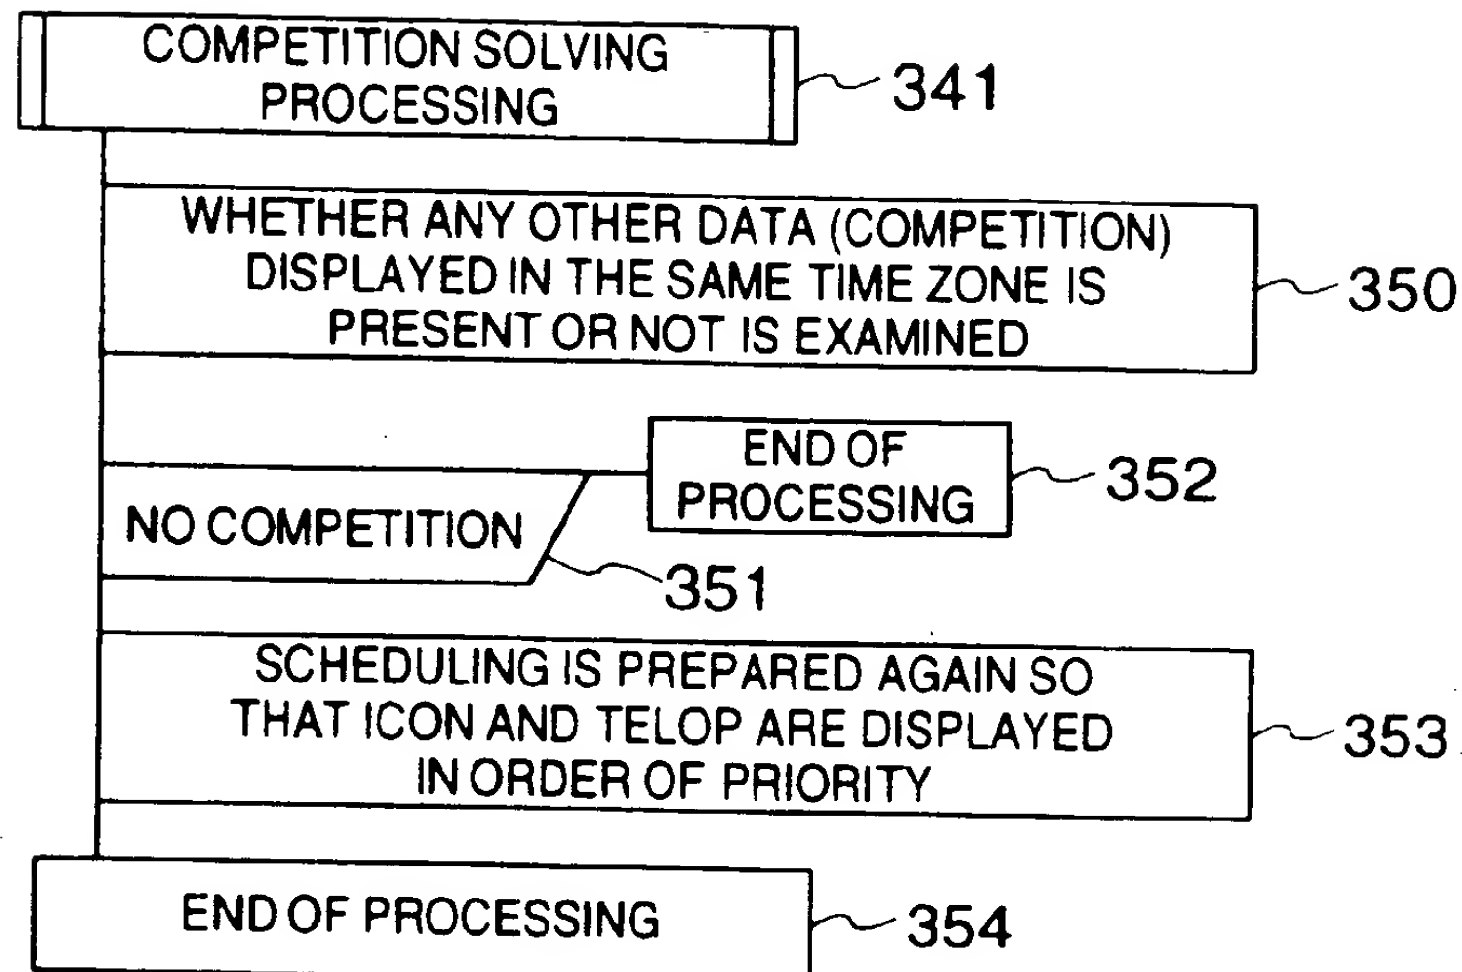 COMPETITION SOLVING
PROCESSING
341
WHETHER ANY OTHER DATA (COMPETITION)
DISPLAYED IN THE SAME TIME ZONE IS
PRESENT OR NOT IS EXAMINED
350
END OF
PROCESSING
352
NO COMPETITION
351
SCHEDULING IS PREPARED AGAIN SO
THAT ICON AND TELOP ARE DISPLAYED
IN ORDER OF PRIORITY
353
END OF PROCESSING
354